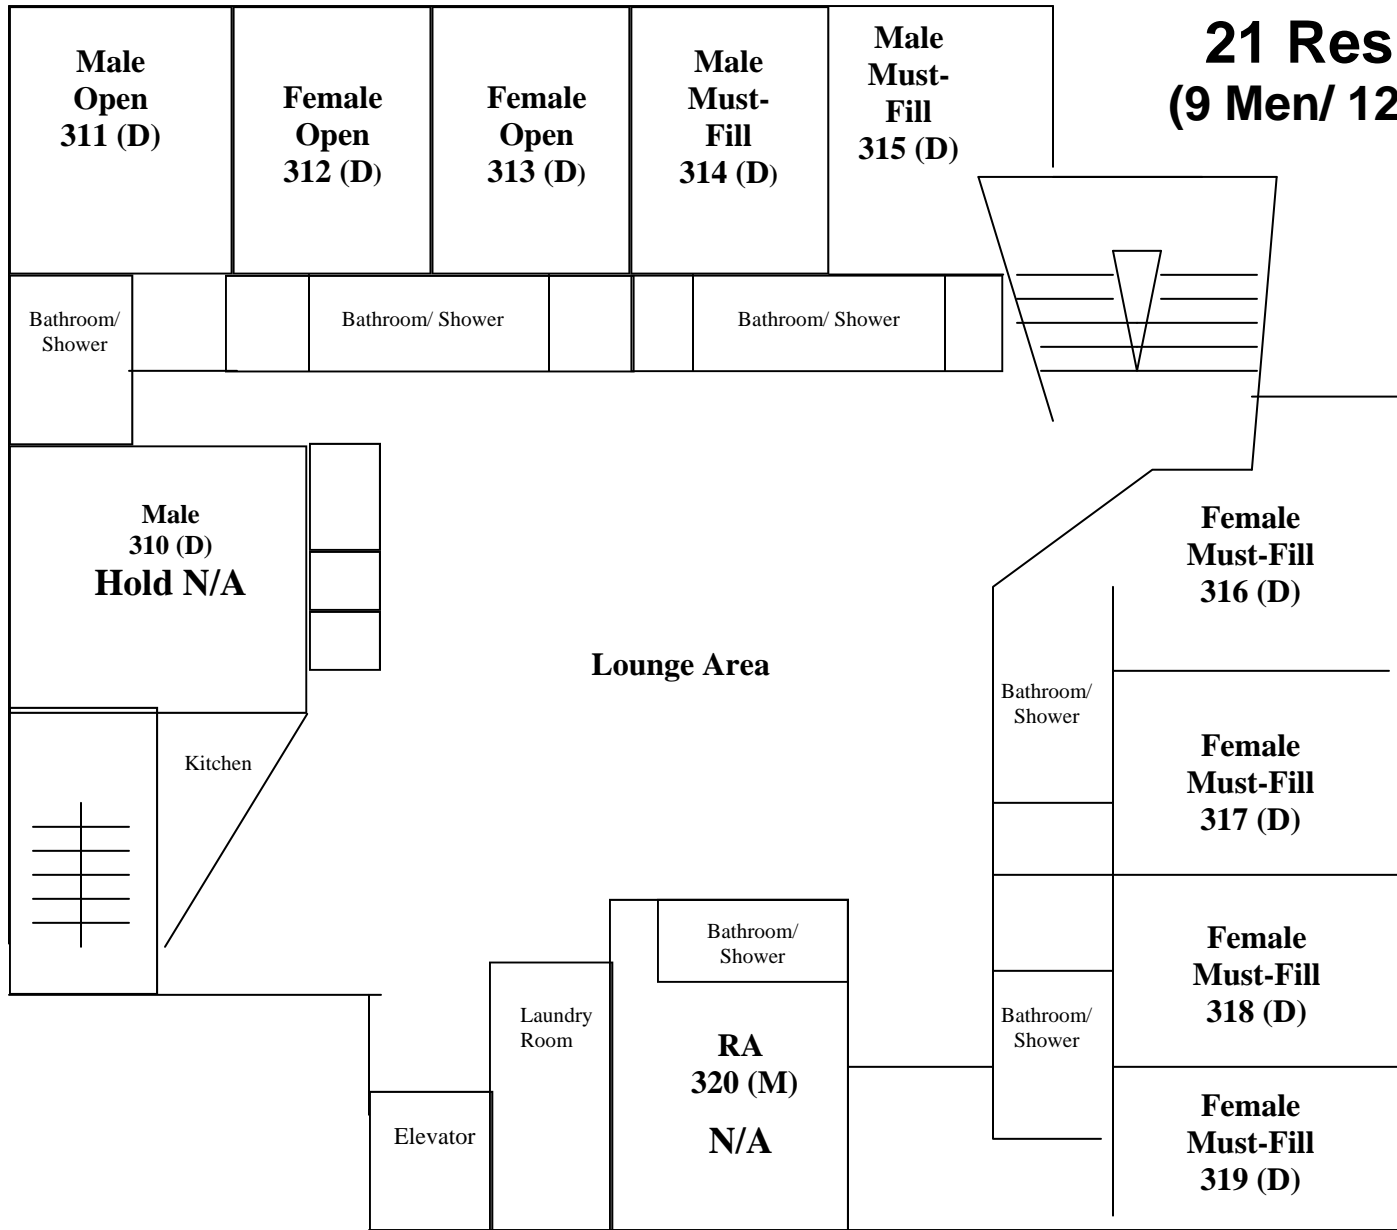 21 Res
(9 Men/ 12
Male
Open
311 (D)
Female
Open
312 (D)
Female
Open
313 (D)
Male
Must-
Fill
314 (D)
Male
Must-
Fill
315 (D)
Bathroom/
Shower
Bathroom/ Shower
Bathroom/ Shower
Male
310 (D)
Hold N/A
Female
Must-Fill
316 (D)
Lounge Area
Bathroom/
Shower
Kitchen
Female
Must-Fill
317 (D)
Bathroom/
Shower
Female
Must-Fill
318 (D)
Laundry
Room
RA
320 (M)
N/A
Bathroom/
Shower
Elevator
Female
Must-Fill
319 (D)